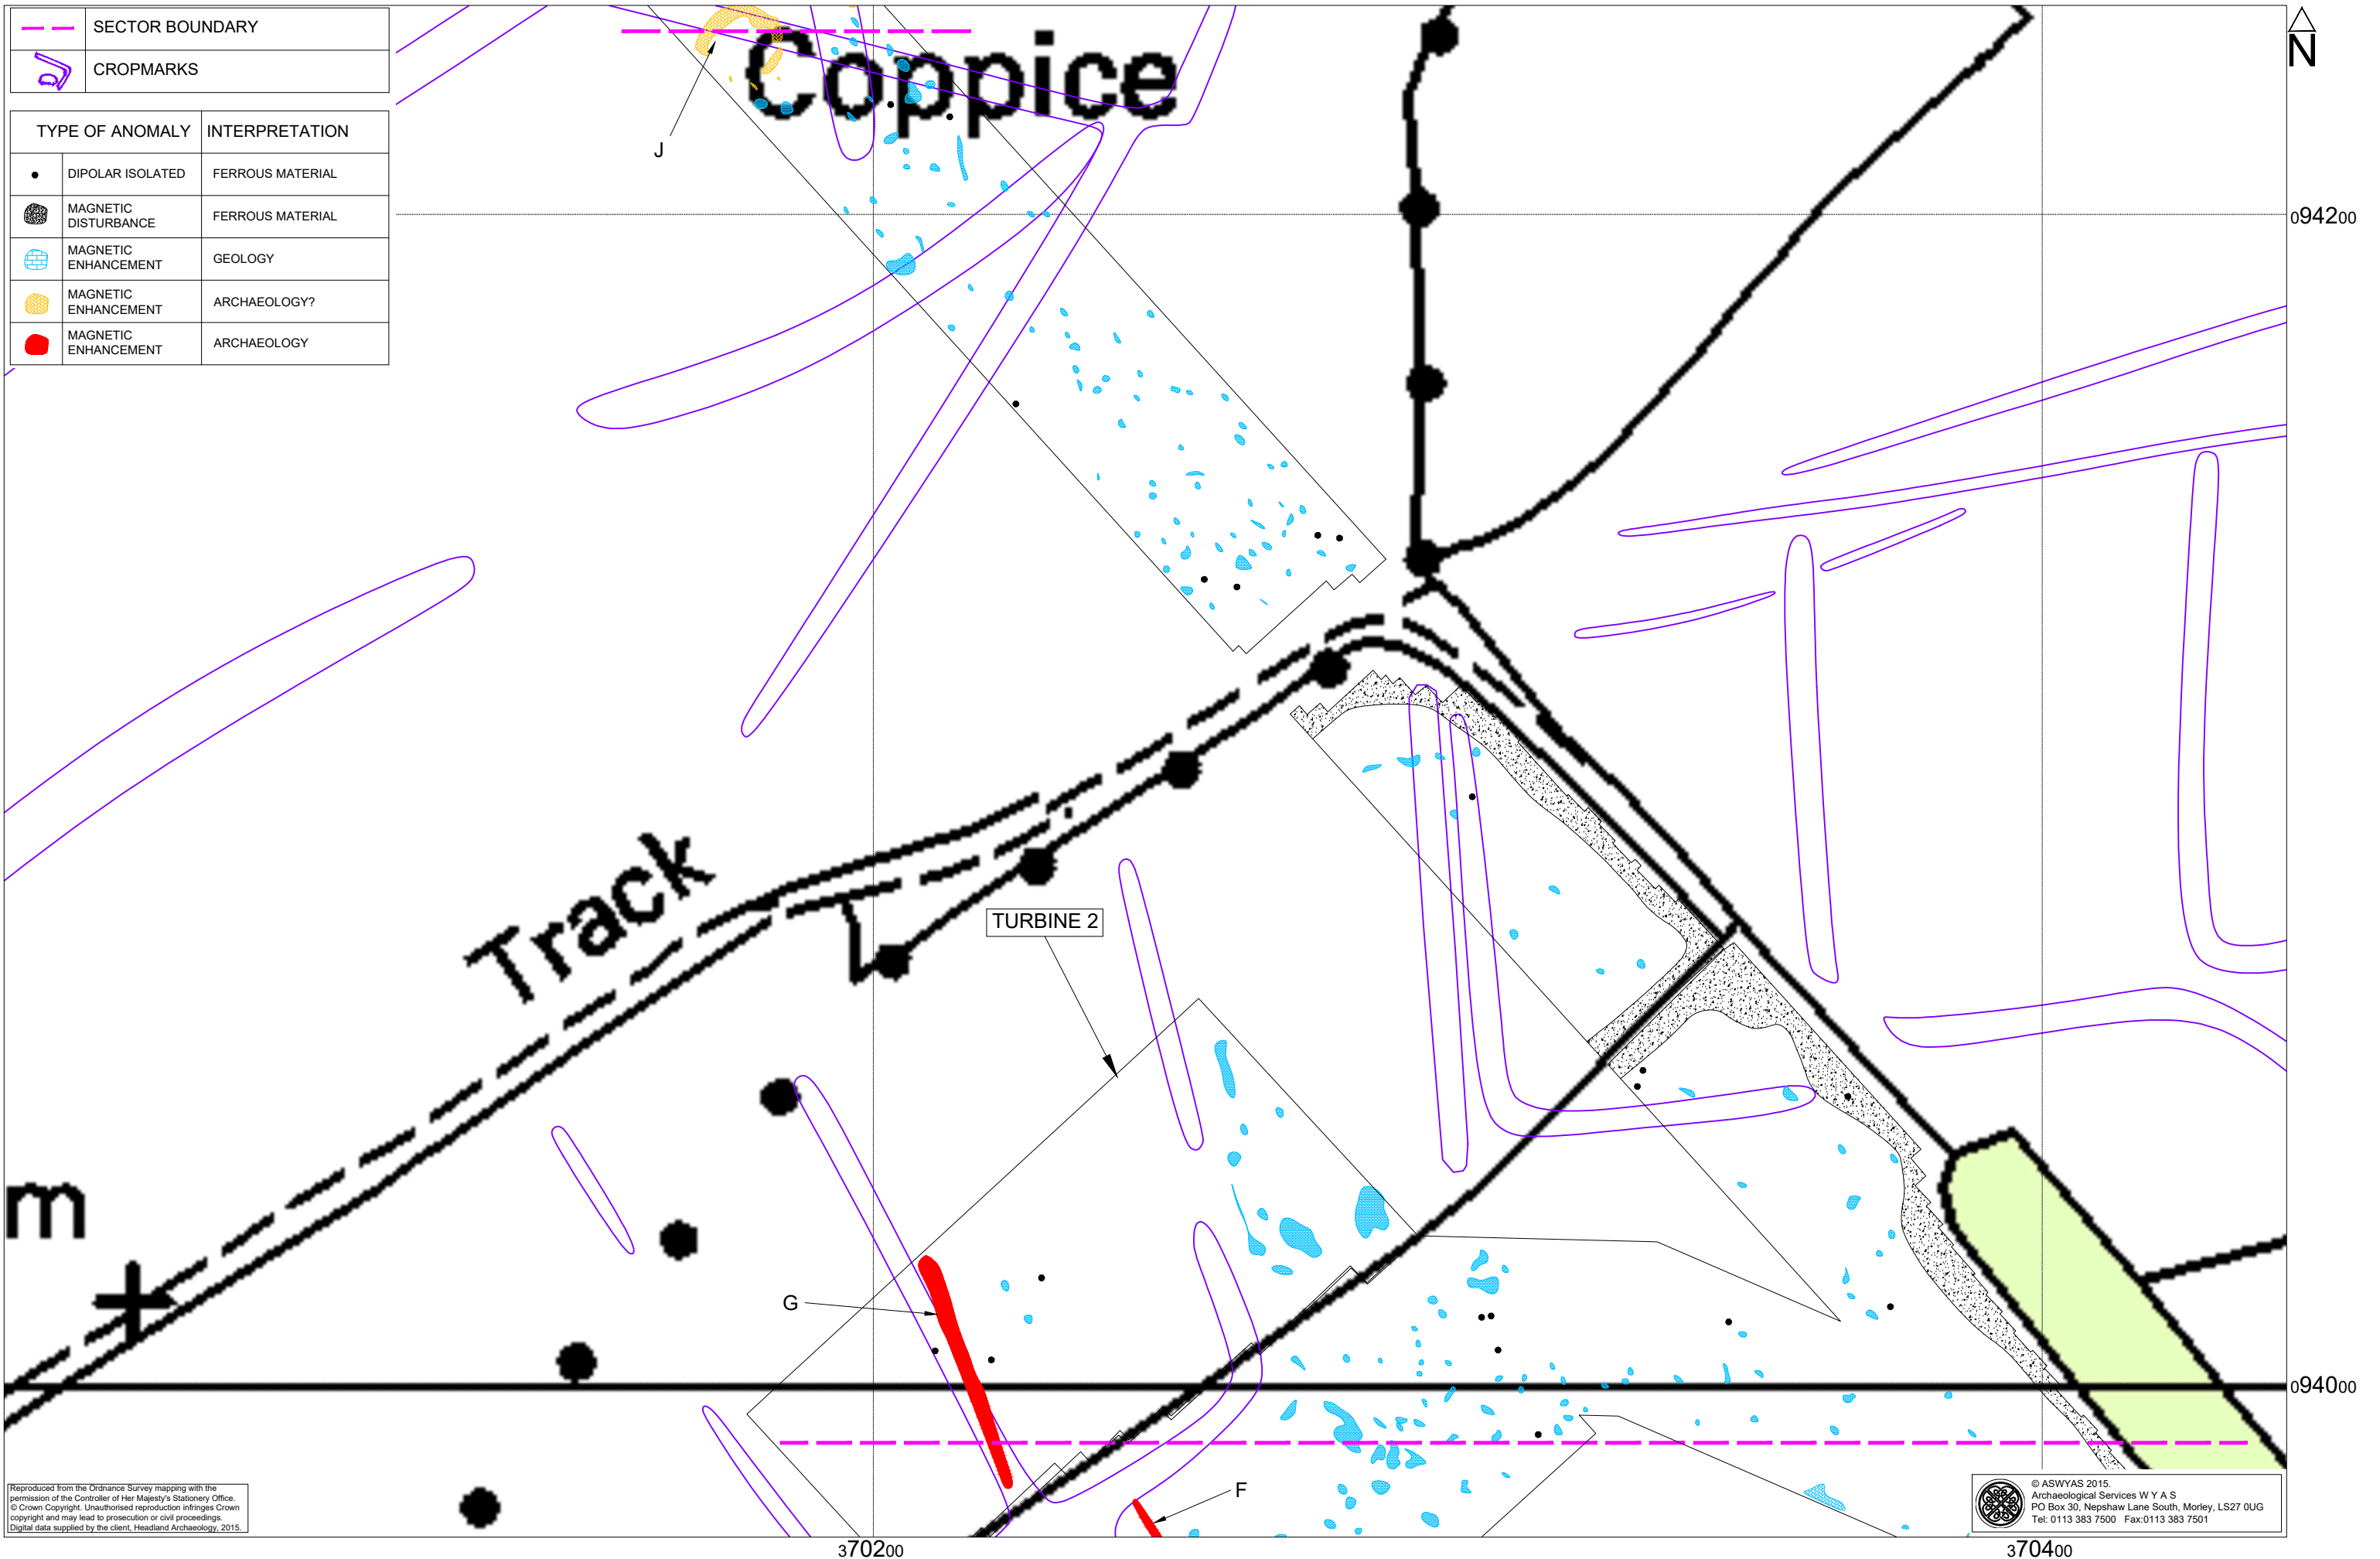 SECTOR BOUNDARY
CROPMARKS
TYPE OF ANOMALY INTERPRETATION
DIPOLAR ISOLATED FERROUS MATERIAL
MAGNETIC
DISTURBANCE
FERROUS MATERIAL
MAGNETIC
ENHANCEMENT
GEOLOGY
MAGNETIC
ENHANCEMENT
ARCHAEOLOGY?
MAGNETIC
ENHANCEMENT
ARCHAEOLOGY
N
Coppice
J
094200
Track
TURBINE 2
m
G
094000
F
Reproduced from the Ordnance Survey mapping with the
permission of the Controller of Her Majesty's Stationery Office.
© Crown Copyright. Unauthorised reproduction infringes Crown
copyright and may lead to prosecution or civil proceedings.
Digital data supplied by the client, Headland Archaeology, 2015.
© ASWYAS 2015.
Archaeological Services W Y A S
PO Box 30, Nepshaw Lane South, Morley, LS27 0UG
Tel: 0113 383 7500 Fax:0113 383 7501
370200
370400